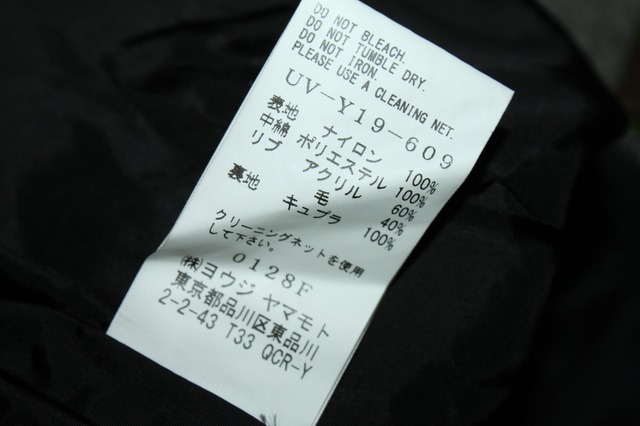 DO NOT BLEACH.
DO NOT TUMBLE DRY.
DO NOT IRON.
PLEASE USE A CLEANING NET.
UV-Y19-609
表地 ナイロン 100%
中綿 ポリエステル 100%
リブ アクリル 60%
毛 40%
裏地 キュプラ 100%
クリーニングネットを使用
して下さい。
0128F
(株)ヨウジ ヤマモト
東京都品川区東品川
2-2-43 T33 QCR-Y